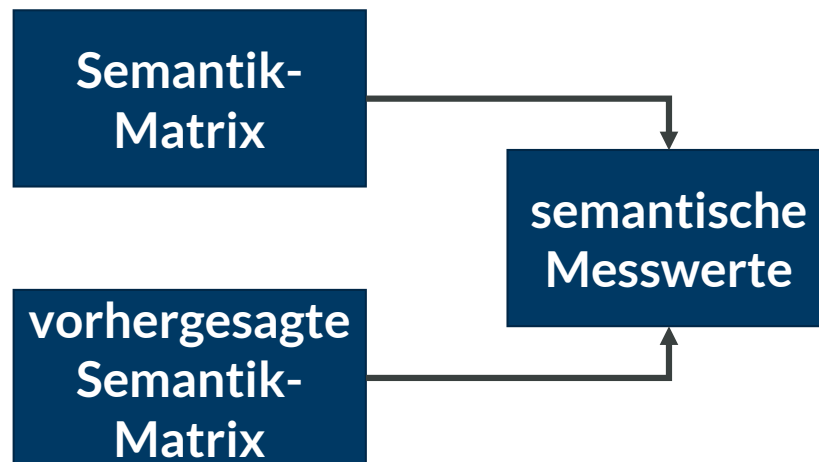 Semantik-
Matrix
semantische
Messwerte
vorhergesagte
Semantik-
Matrix